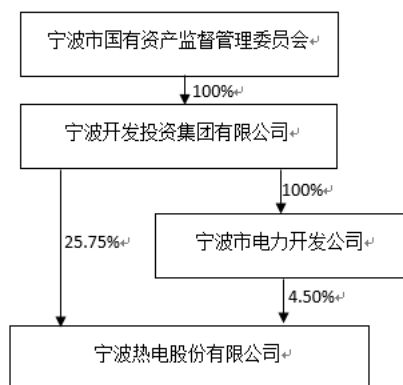 宁波市国有资产监督管理委员会
100%
宁波开发投资集团有限公司
100%
25.75%
宁波市电力开发公司
4.50%
宁波热电股份有限公司